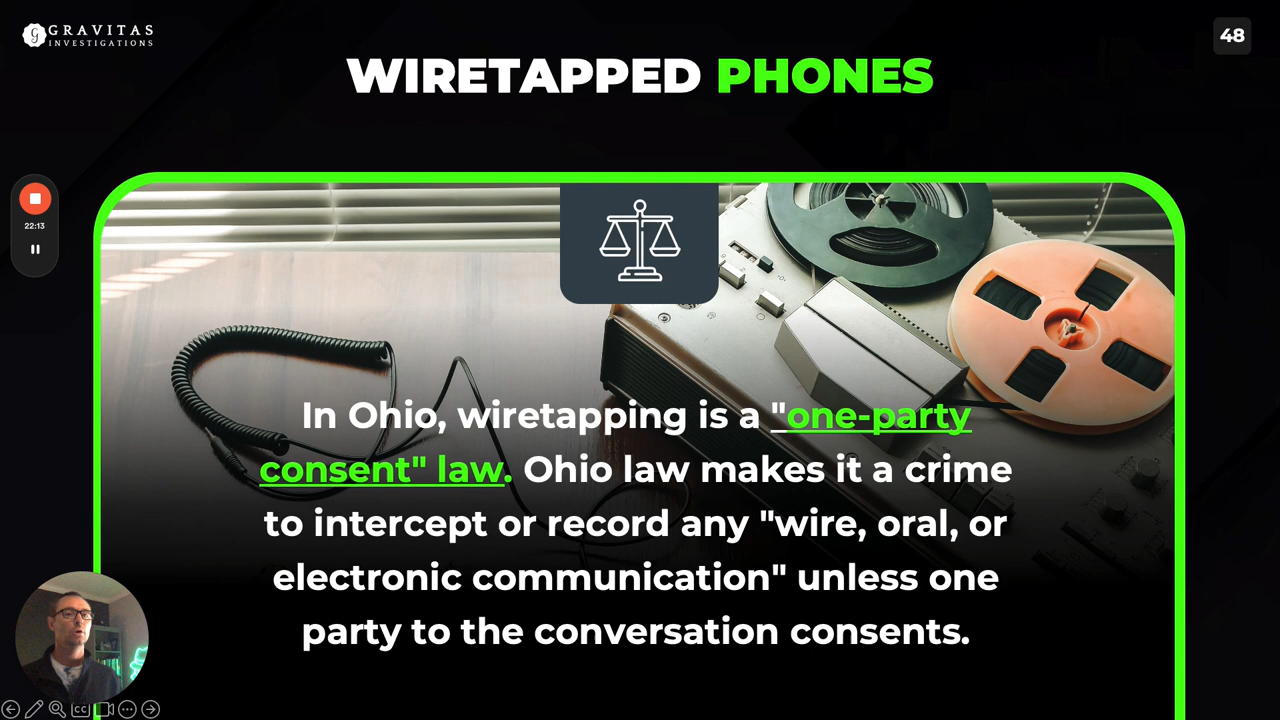 GRAVITAS
INVESTIGATIONS
48
WIRETAPPED PHONES
22:13
In Ohio, wiretapping is a "one-party
consent" law. Ohio law makes it a crime
to intercept or record any "wire, oral, or
electronic communication" unless one
party to the conversation consents.
CC